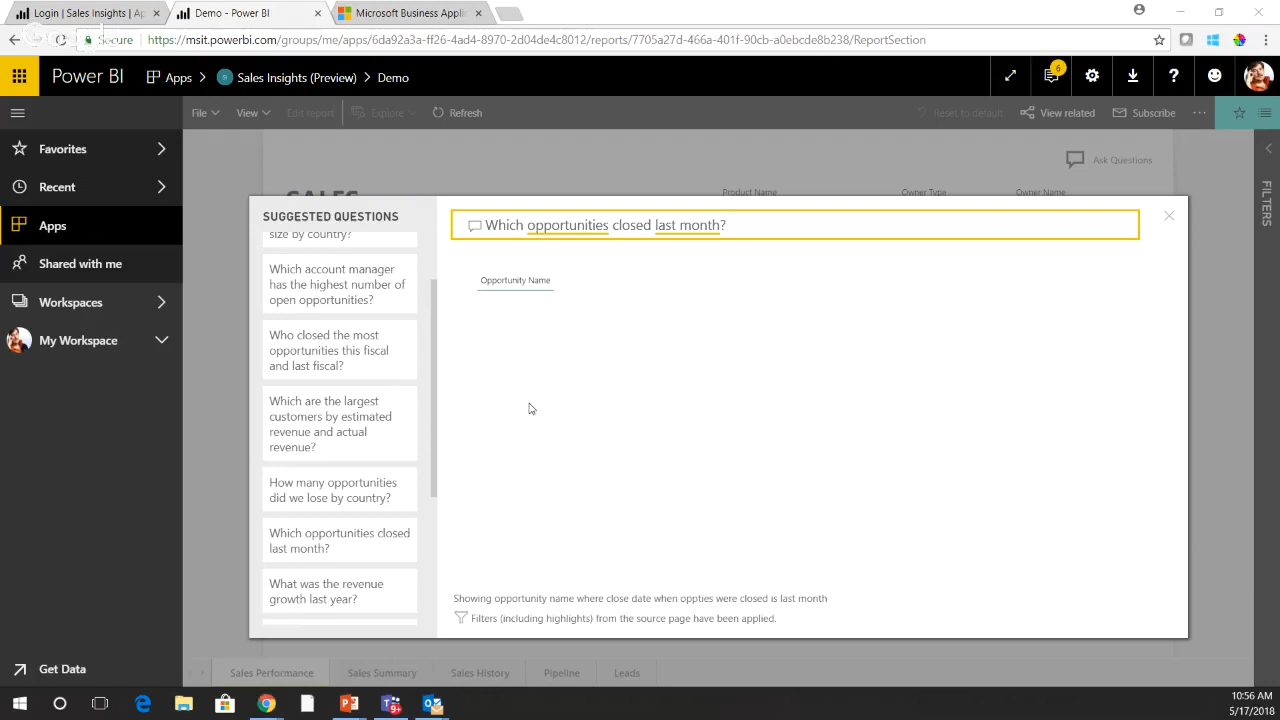 Login | Sales Insights | Ap
Demo - Power BI
Microsoft Business Applic
Secure
https://msit.powerbi.com/groups/me/apps/6da92a3a-ff26-4ad4-8970-2d04de4c8012/reports/7705a27d-466a-401f-90cb-a0ebcde8b238/ReportSection
Power BI
Apps
Sales Insights (Preview)
Demo
6
File
View
Edit report
Explore
Refresh
Reset to default
View related
Subscribe
Favorites
Recent
Apps
Shared with me
Workspaces
My Workspace
Get Data
Ask Questions
SALES
Product Name
Owner Type
Owner Name
FILTERS
SUGGESTED QUESTIONS
size by country?
Which account manager
has the highest number of
open opportunities?
Who closed the most
opportunities this fiscal
and last fiscal?
Which are the largest
customers by estimated
revenue and actual
revenue?
How many opportunities
did we lose by country?
Which opportunities closed
last month?
What was the revenue
growth last year?
Which opportunities closed last month?
Opportunity Name
Showing opportunity name where close date when oppties were closed is last month
Filters (including highlights) from the source page have been applied.
Sales Performance
Sales Summary
Sales History
Pipeline
Leads
10:56 AM
5/17/2018